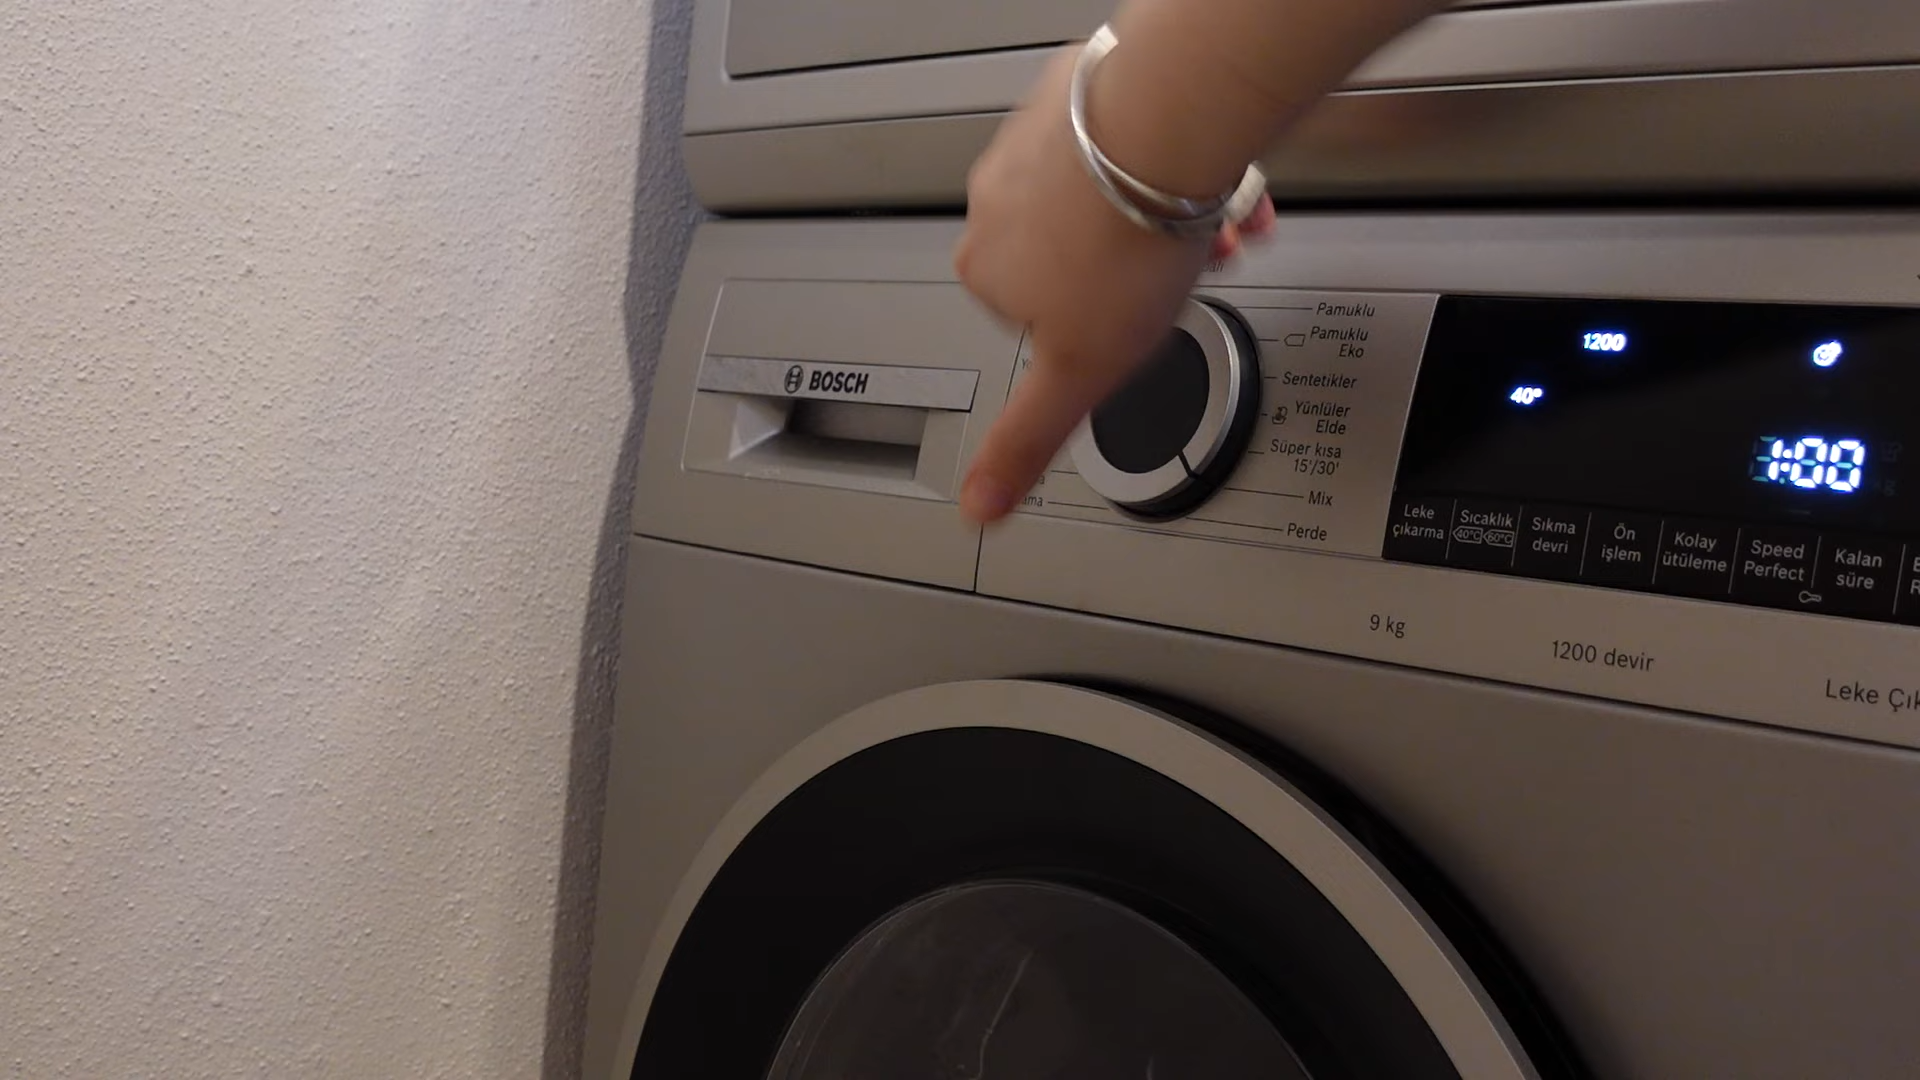 BOSCH
Pamuklu
Pamuklu
Eko
Sentetikler
Yünlüler
Elde
Süper kısa
15'/30'
Mix
Perde
1200
40°
1:00
Leke
çıkarma
Sıcaklık
40°C 60°C
Sıkma
devri
Ön
işlem
Kolay
ütüleme
Speed
Perfect
Kalan
süre
9 kg
1200 devir
Leke